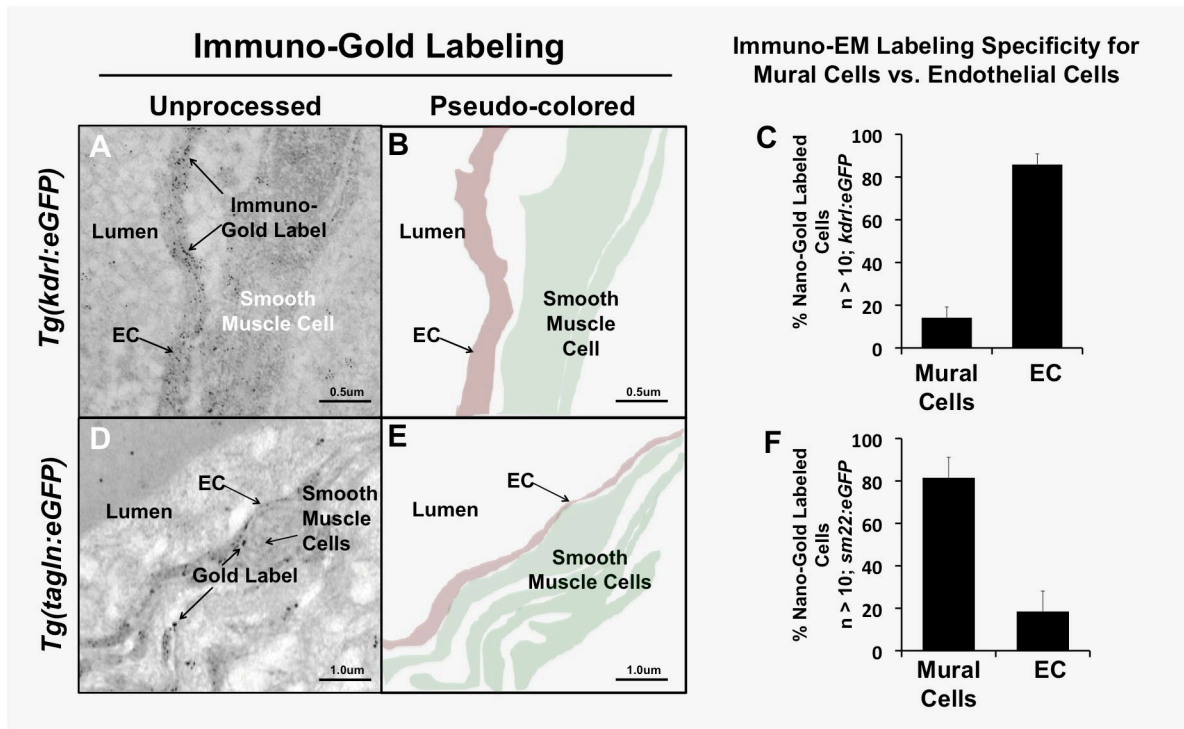 Immuno-Gold Labeling
Unprocessed
Pseudo-colored
Immuno-EM Labeling Specificity for
Mural Cells vs. Endothelial Cells
Tg(kdrl:eGFP)
A
Lumen
Immuno-
Gold Label
Smooth
Muscle Cell
EC
0.5um
B
Lumen
Smooth
Muscle
Cell
EC
0.5um
C
% Nano-Gold Labeled
Cells
n > 10; kdrl:eGFP
100
80
60
40
20
0
Mural
Cells
EC
Tg(tagln:eGFP)
D
EC
Lumen
Smooth
Muscle
Cells
Gold Label
1.0um
E
EC
Lumen
Smooth
Muscle Cells
1.0um
F
% Nano-Gold Labeled
Cells
n > 10; sm22:eGFP
100
80
60
40
20
0
Mural
Cells
EC